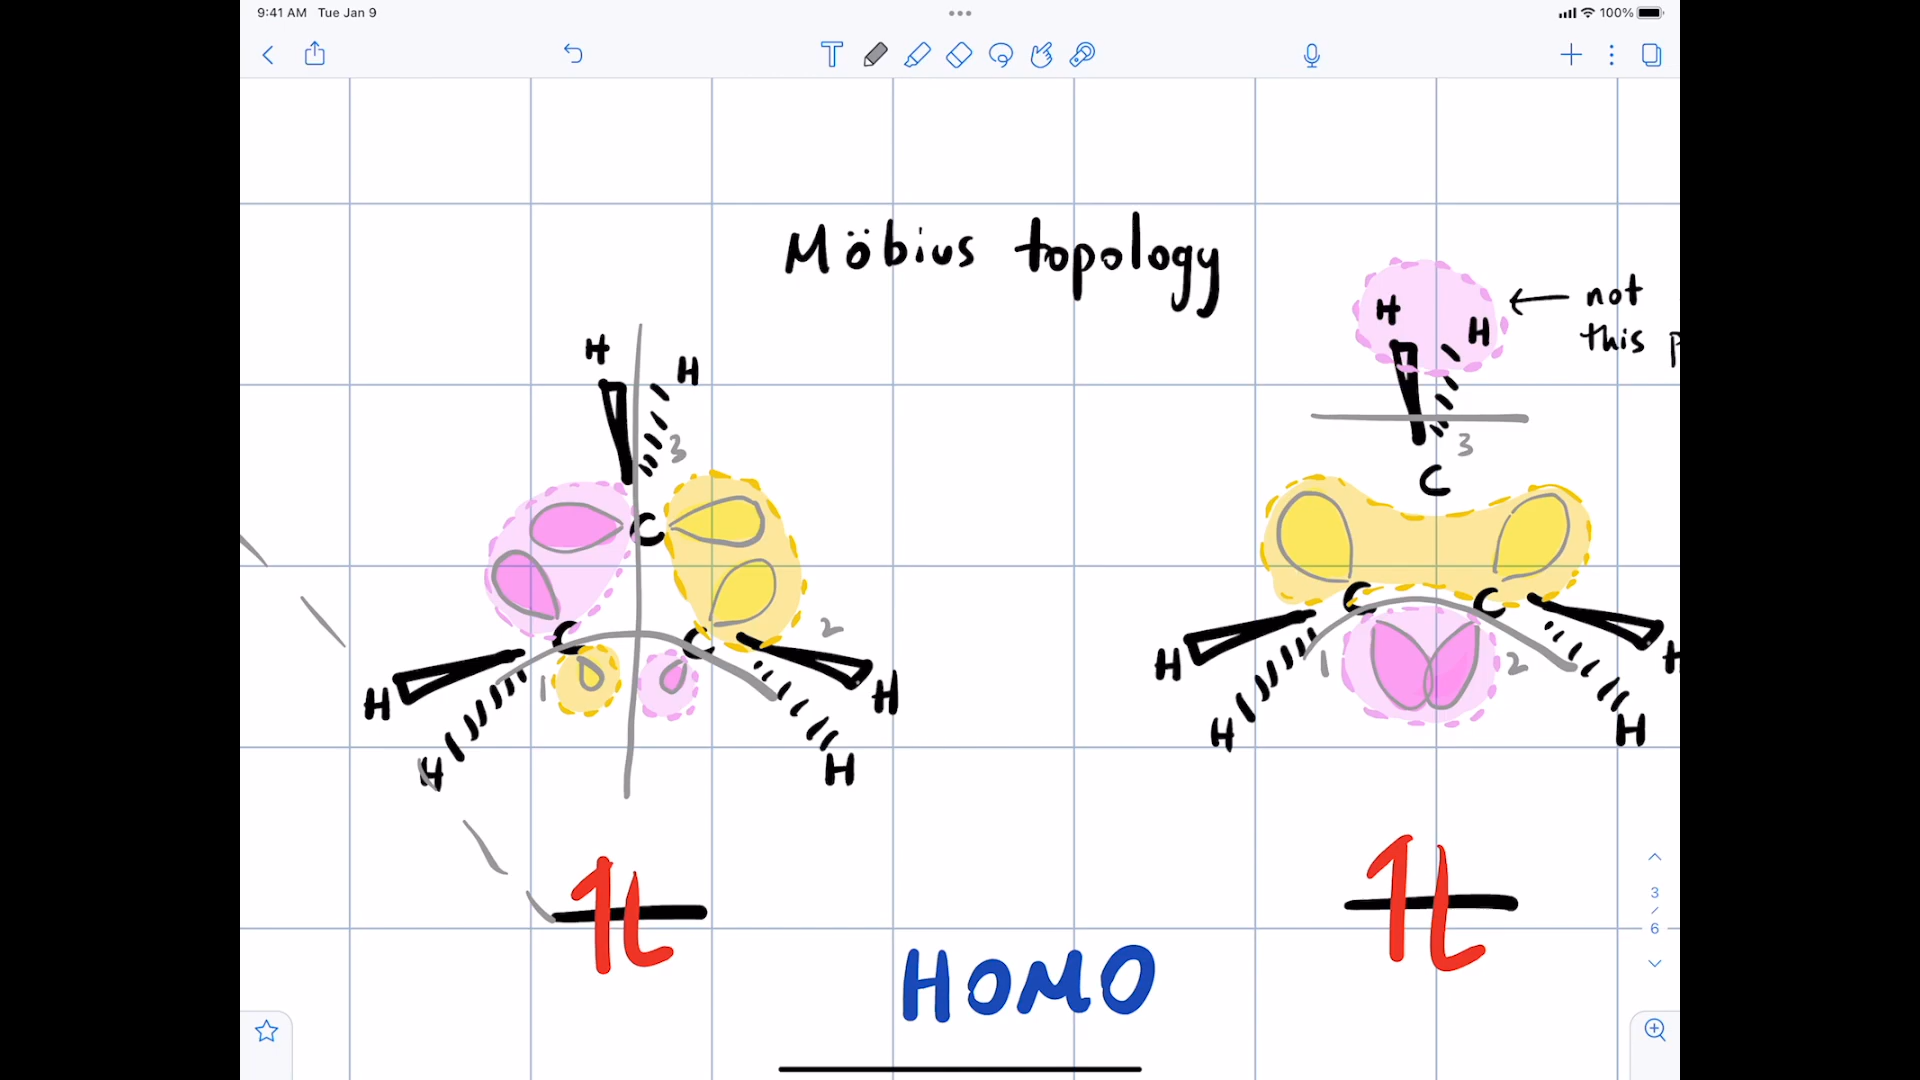 9:41 AM Tue Jan 9
100%
Möbius topology
H H
3
C
C C
2
1
H H
H H
H H
not
this p
3
C
C C
1 2
H H
H H
3
/
6
HOMO